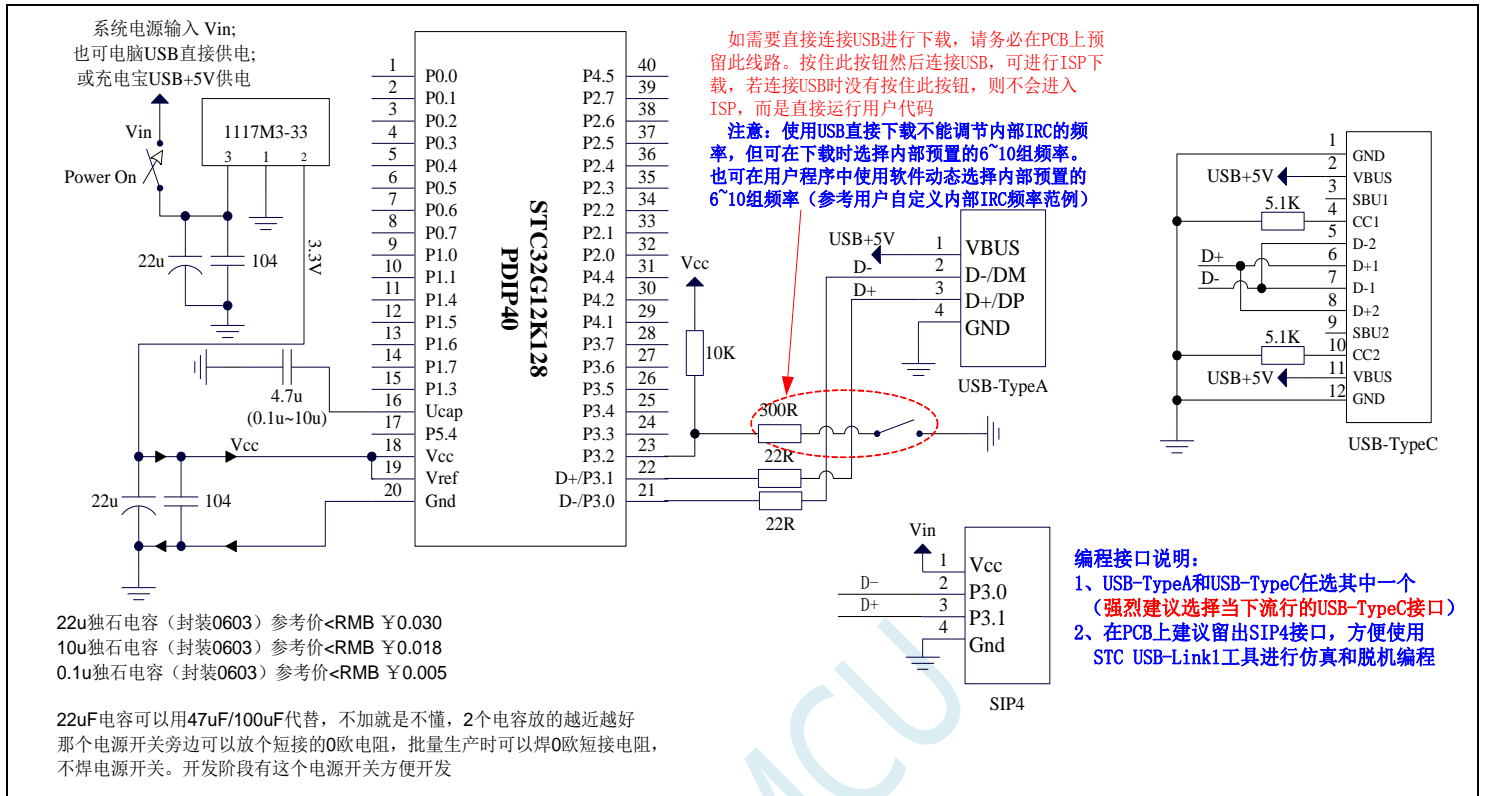 系统电源输入 Vin;
也可电脑USB直接供电;
或充电宝USB+5V供电
Vin
Power On
1117M3-33
3 1 2
22u
104
3.3V
4.7u
(0.1u~10u)
Vcc
22u
104
STC32G12K128
PDIP40
1 P0.0
2 P0.1
3 P0.2
4 P0.3
5 P0.4
6 P0.5
7 P0.6
8 P0.7
9 P1.0
10 P1.1
11 P1.4
12 P1.5
13 P1.6
14 P1.7
15 P1.3
16 Ucap
17 P5.4
18 Vcc
19 Vref
20 Gnd
P4.5 40
P2.7 39
P2.6 38
P2.5 37
P2.4 36
P2.3 35
P2.2 34
P2.1 33
P2.0 32
P4.4 31
P4.2 30
P4.1 29
P3.7 28
P3.6 27
P3.5 26
P3.4 25
P3.3 24
P3.2 23
D+/P3.1 22
D-/P3.0 21
如需要直接连接USB进行下载，请务必在PCB上预
留此线路。按住此按钮然后连接USB，可进行ISP下
载，若连接USB时没有按住此按钮，则不会进入
ISP，而是直接运行用户代码
注意：使用USB直接下载不能调节内部IRC的频
率，但可在下载时选择内部预置的6~10组频率。
也可在用户程序中使用软件动态选择内部预置的
6~10组频率（参考用户自定义内部IRC频率范例）
Vcc
10K
300R
22R
22R
USB+5V
D-
D+
1 VBUS
2 D-/DM
3 D+/DP
4 GND
USB-TypeA
USB+5V
5.1K
D+
D-
5.1K
USB+5V
1 GND
2 VBUS
3 SBU1
4 CC1
5 D-2
6 D+1
7 D-1
8 D+2
9 SBU2
10 CC2
11 VBUS
12 GND
USB-TypeC
Vin
D-
D+
1 Vcc
2 P3.0
3 P3.1
4 Gnd
SIP4
编程接口说明：
1、USB-TypeA和USB-TypeC任选其中一个
（强烈建议选择当下流行的USB-TypeC接口）
2、在PCB上建议留出SIP4接口，方便使用
STC USB-Link1工具进行仿真和脱机编程
22u独石电容（封装0603）参考价<RMB ￥0.030
10u独石电容（封装0603）参考价<RMB ￥0.018
0.1u独石电容（封装0603）参考价<RMB ￥0.005
22uF电容可以用47uF/100uF代替，不加就是不懂，2个电容放的越近越好
那个电源开关旁边可以放个短接的0欧电阻，批量生产时可以焊0欧短接电阻，
不焊电源开关。开发阶段有这个电源开关方便开发
MCU